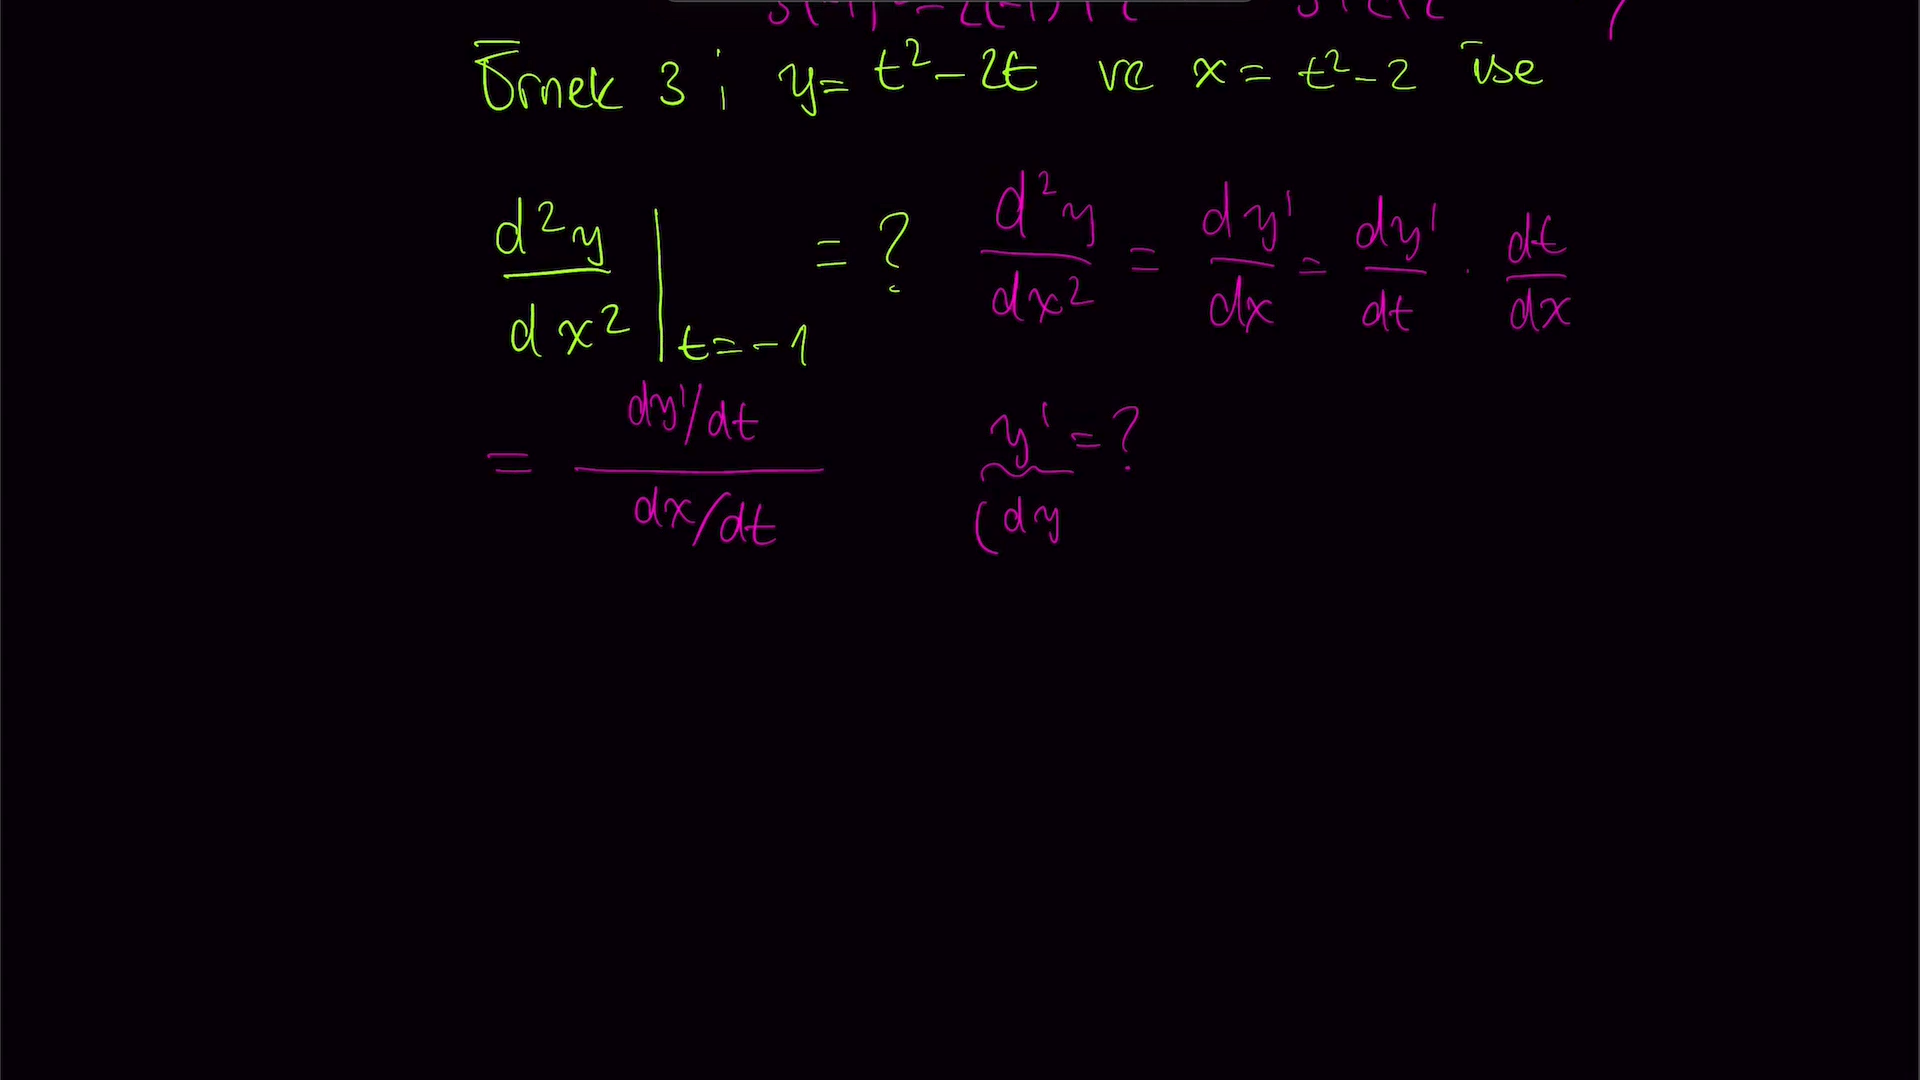 Örnek 3 ; y = t² - 2t ve x = t² - 2 ise
d²y/dx² | t = -1 = ? d²y/dx² = dy'/dx = dy'/dt . dt/dx
= (dy'/dt)/(dx/dt) y' = ?
(dy